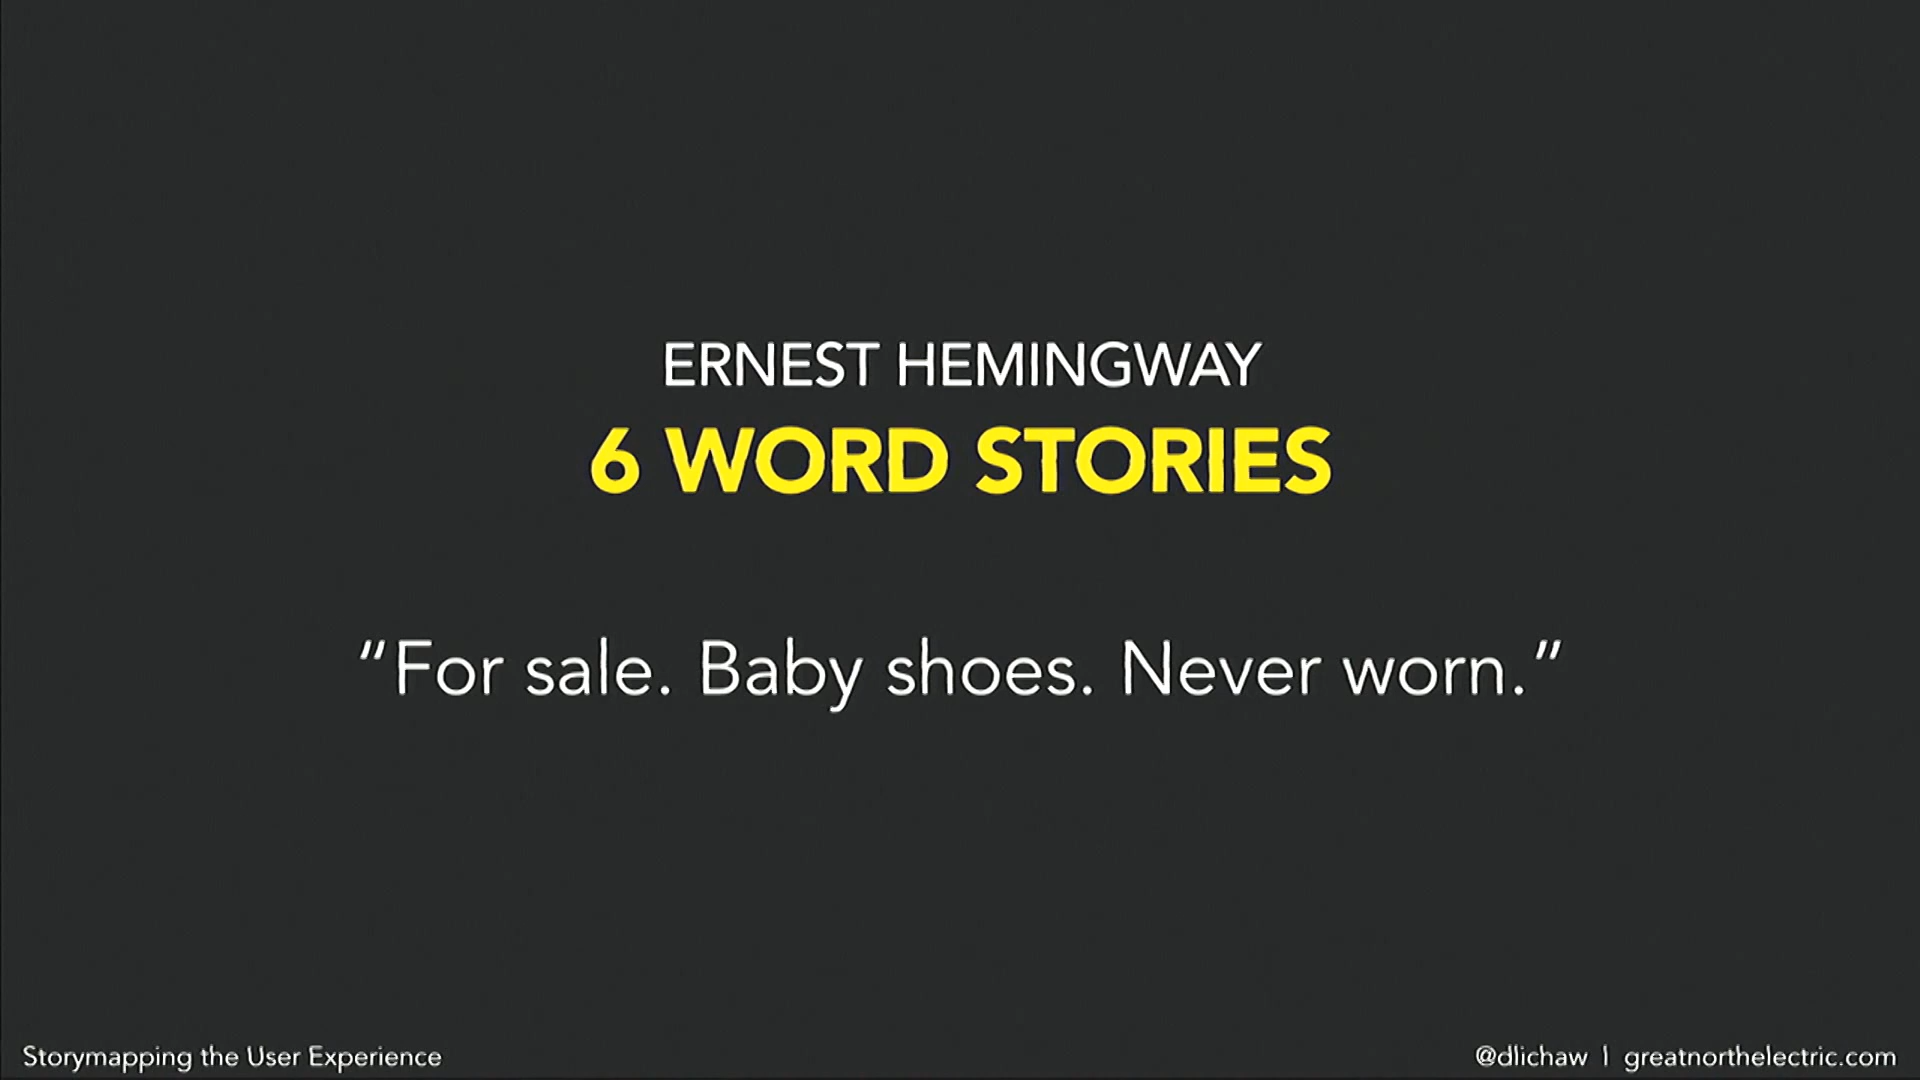 ERNEST HEMINGWAY
6 WORD STORIES
“For sale. Baby shoes. Never worn.”
Storymapping the User Experience
@dlichaw | greatnorthelectric.com